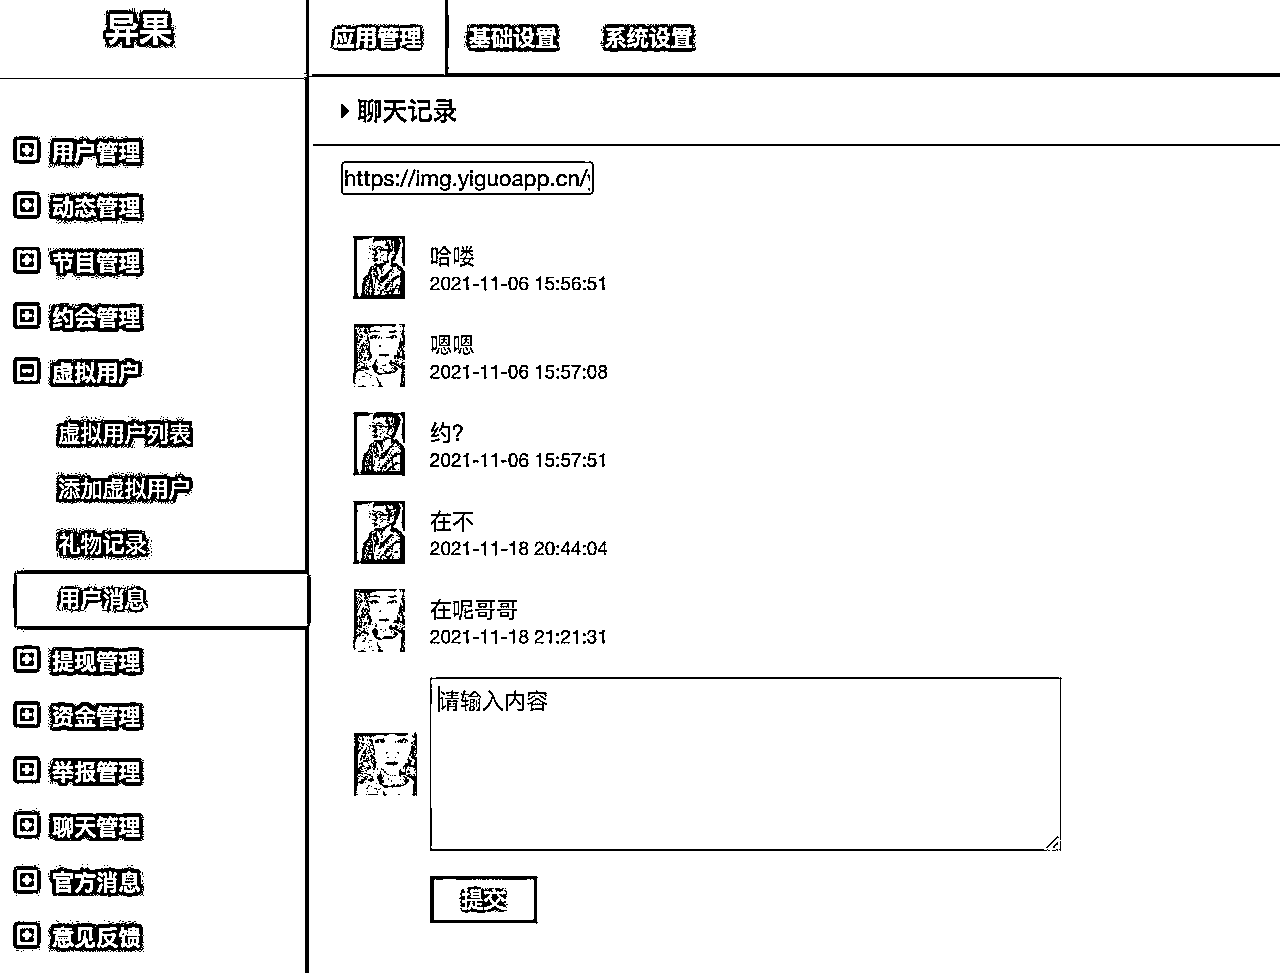 异果
应用管理
基础设置
系统设置
聊天记录
用户管理
动态管理
节目管理
约会管理
虚拟用户
虚拟用户列表
添加虚拟用户
礼物记录
用户消息
提现管理
资金管理
举报管理
聊天管理
官方消息
意见反馈
https://img.yiguoapp.cn/
哈喽
2021-11-06 15:56:51
嗯嗯
2021-11-06 15:57:08
约?
2021-11-06 15:57:51
在不
2021-11-18 20:44:04
在呢哥哥
2021-11-18 21:21:31
请输入内容
提交